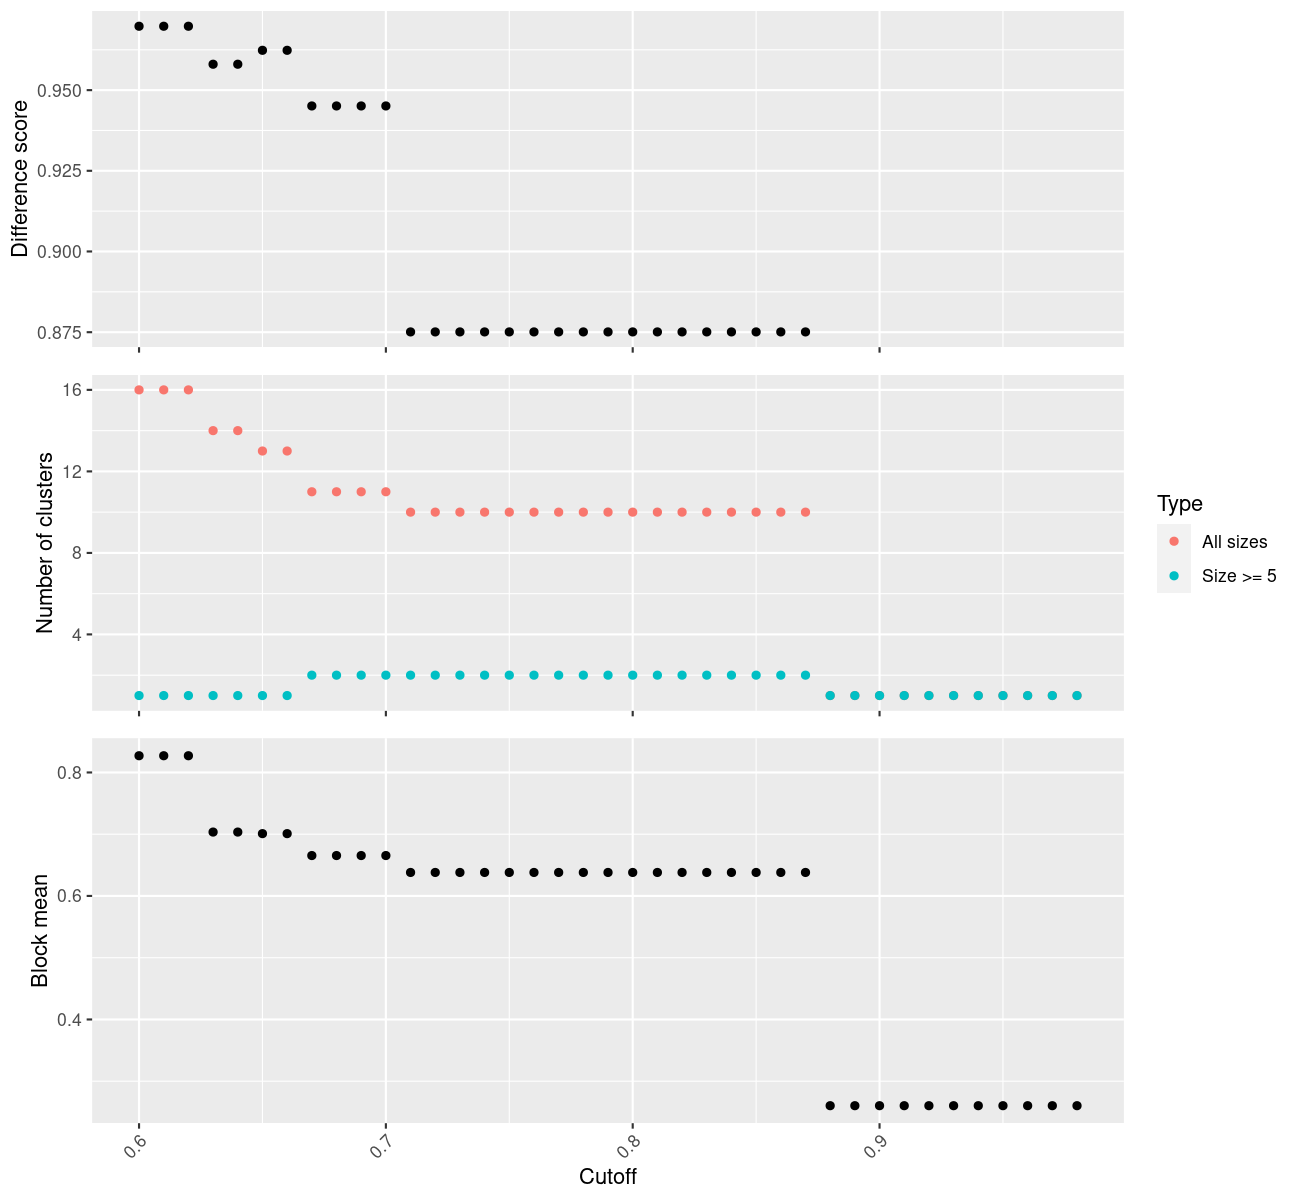 Difference score
0.950
0.925
0.900
0.875
Number of clusters
16
12
8
4
Type
All sizes
Size >= 5
Block mean
0.8
0.6
0.4
0.6
0.7
0.8
0.9
Cutoff